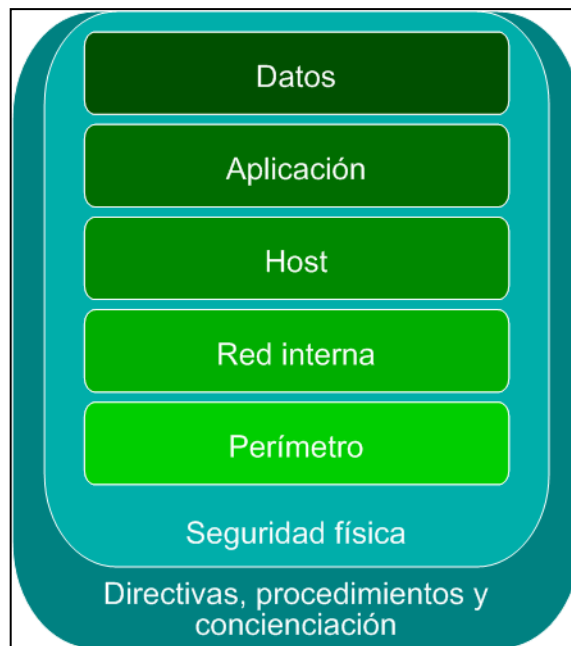 Datos
Aplicación
Host
Red interna
Perímetro
Seguridad física
Directivas, procedimientos y
concienciación